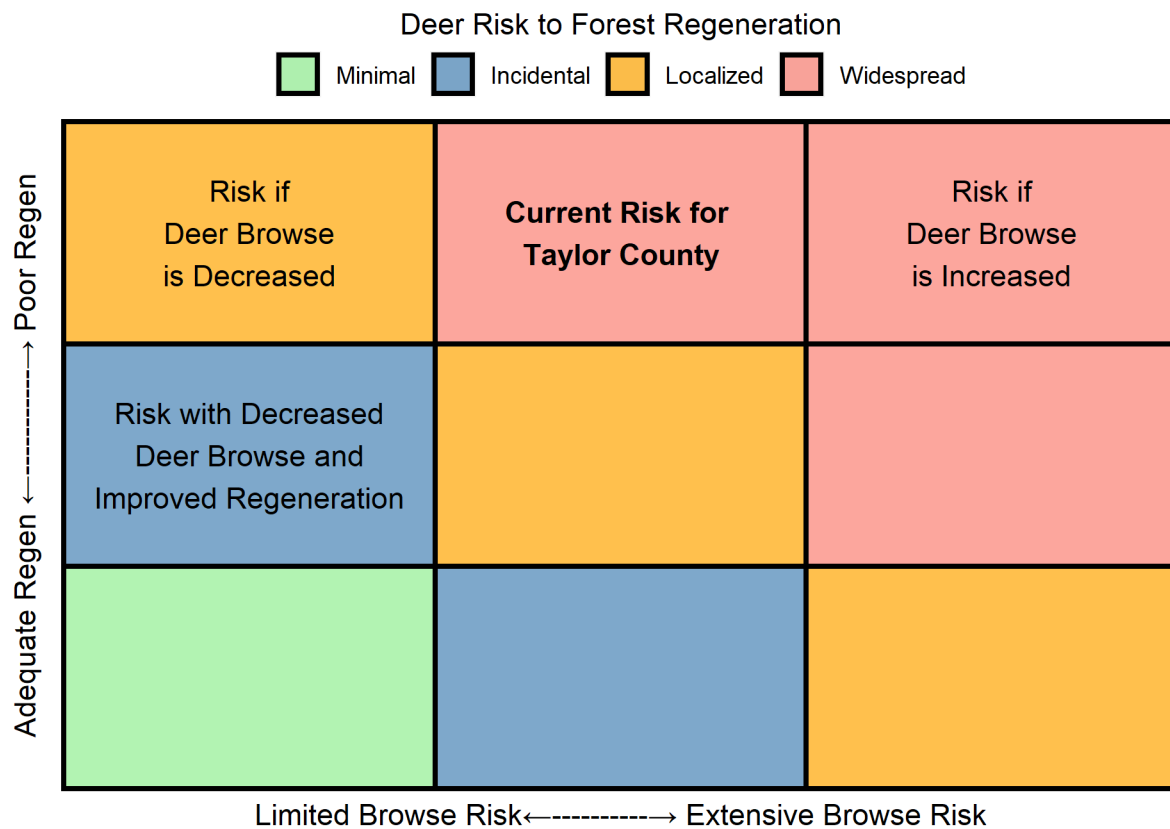 Deer Risk to Forest Regeneration
Minimal Incidental Localized Widespread
Risk if
Deer Browse
is Decreased
Current Risk for
Taylor County
Risk if
Deer Browse
is Increased
Risk with Decreased
Deer Browse and
Improved Regeneration
Adequate Regen ←-----------→ Poor Regen
Limited Browse Risk←----------→ Extensive Browse Risk